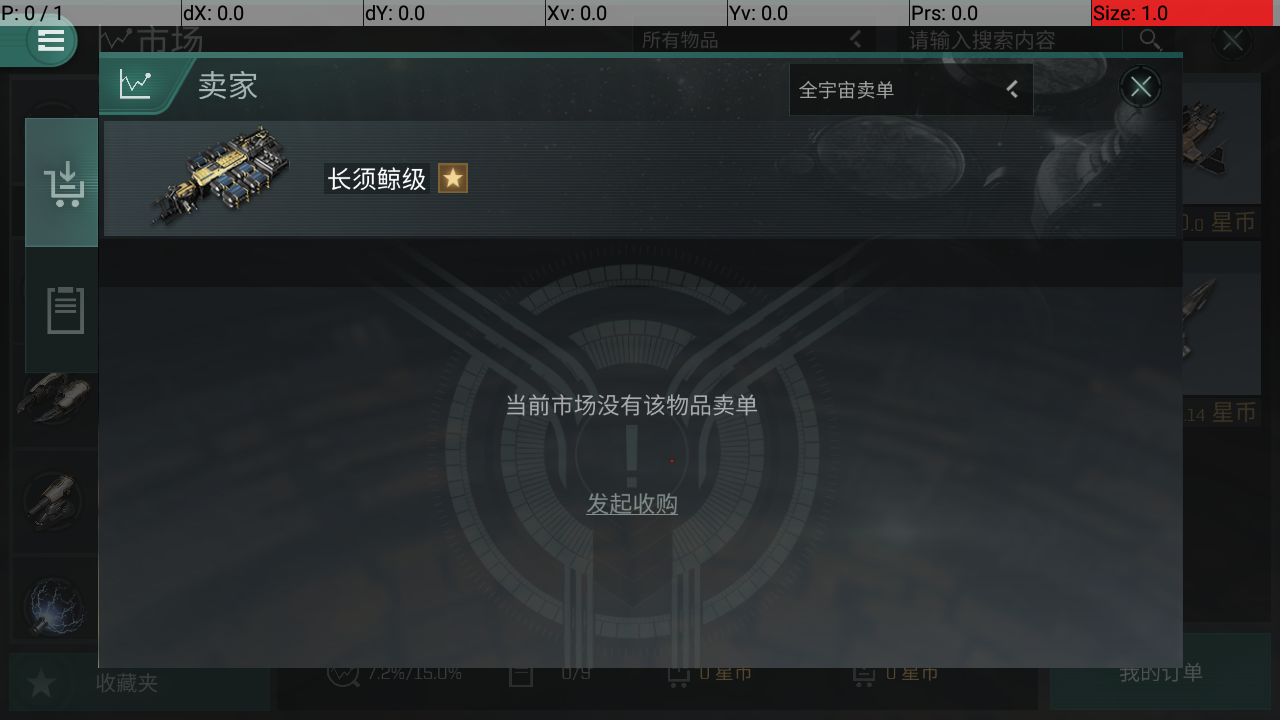 P: 0 / 1 dX: 0.0 dY: 0.0 Xv: 0.0 Yv: 0.0 Prs: 0.0 Size: 1.0
市场 所有物品 请输入搜索内容
卖家 全宇宙卖单
长须鲸级
星币
当前市场没有该物品卖单
.14 星币
发起收购
收藏夹 7.2%/15.0% 0/9 0 星币 0 星币 我的订单